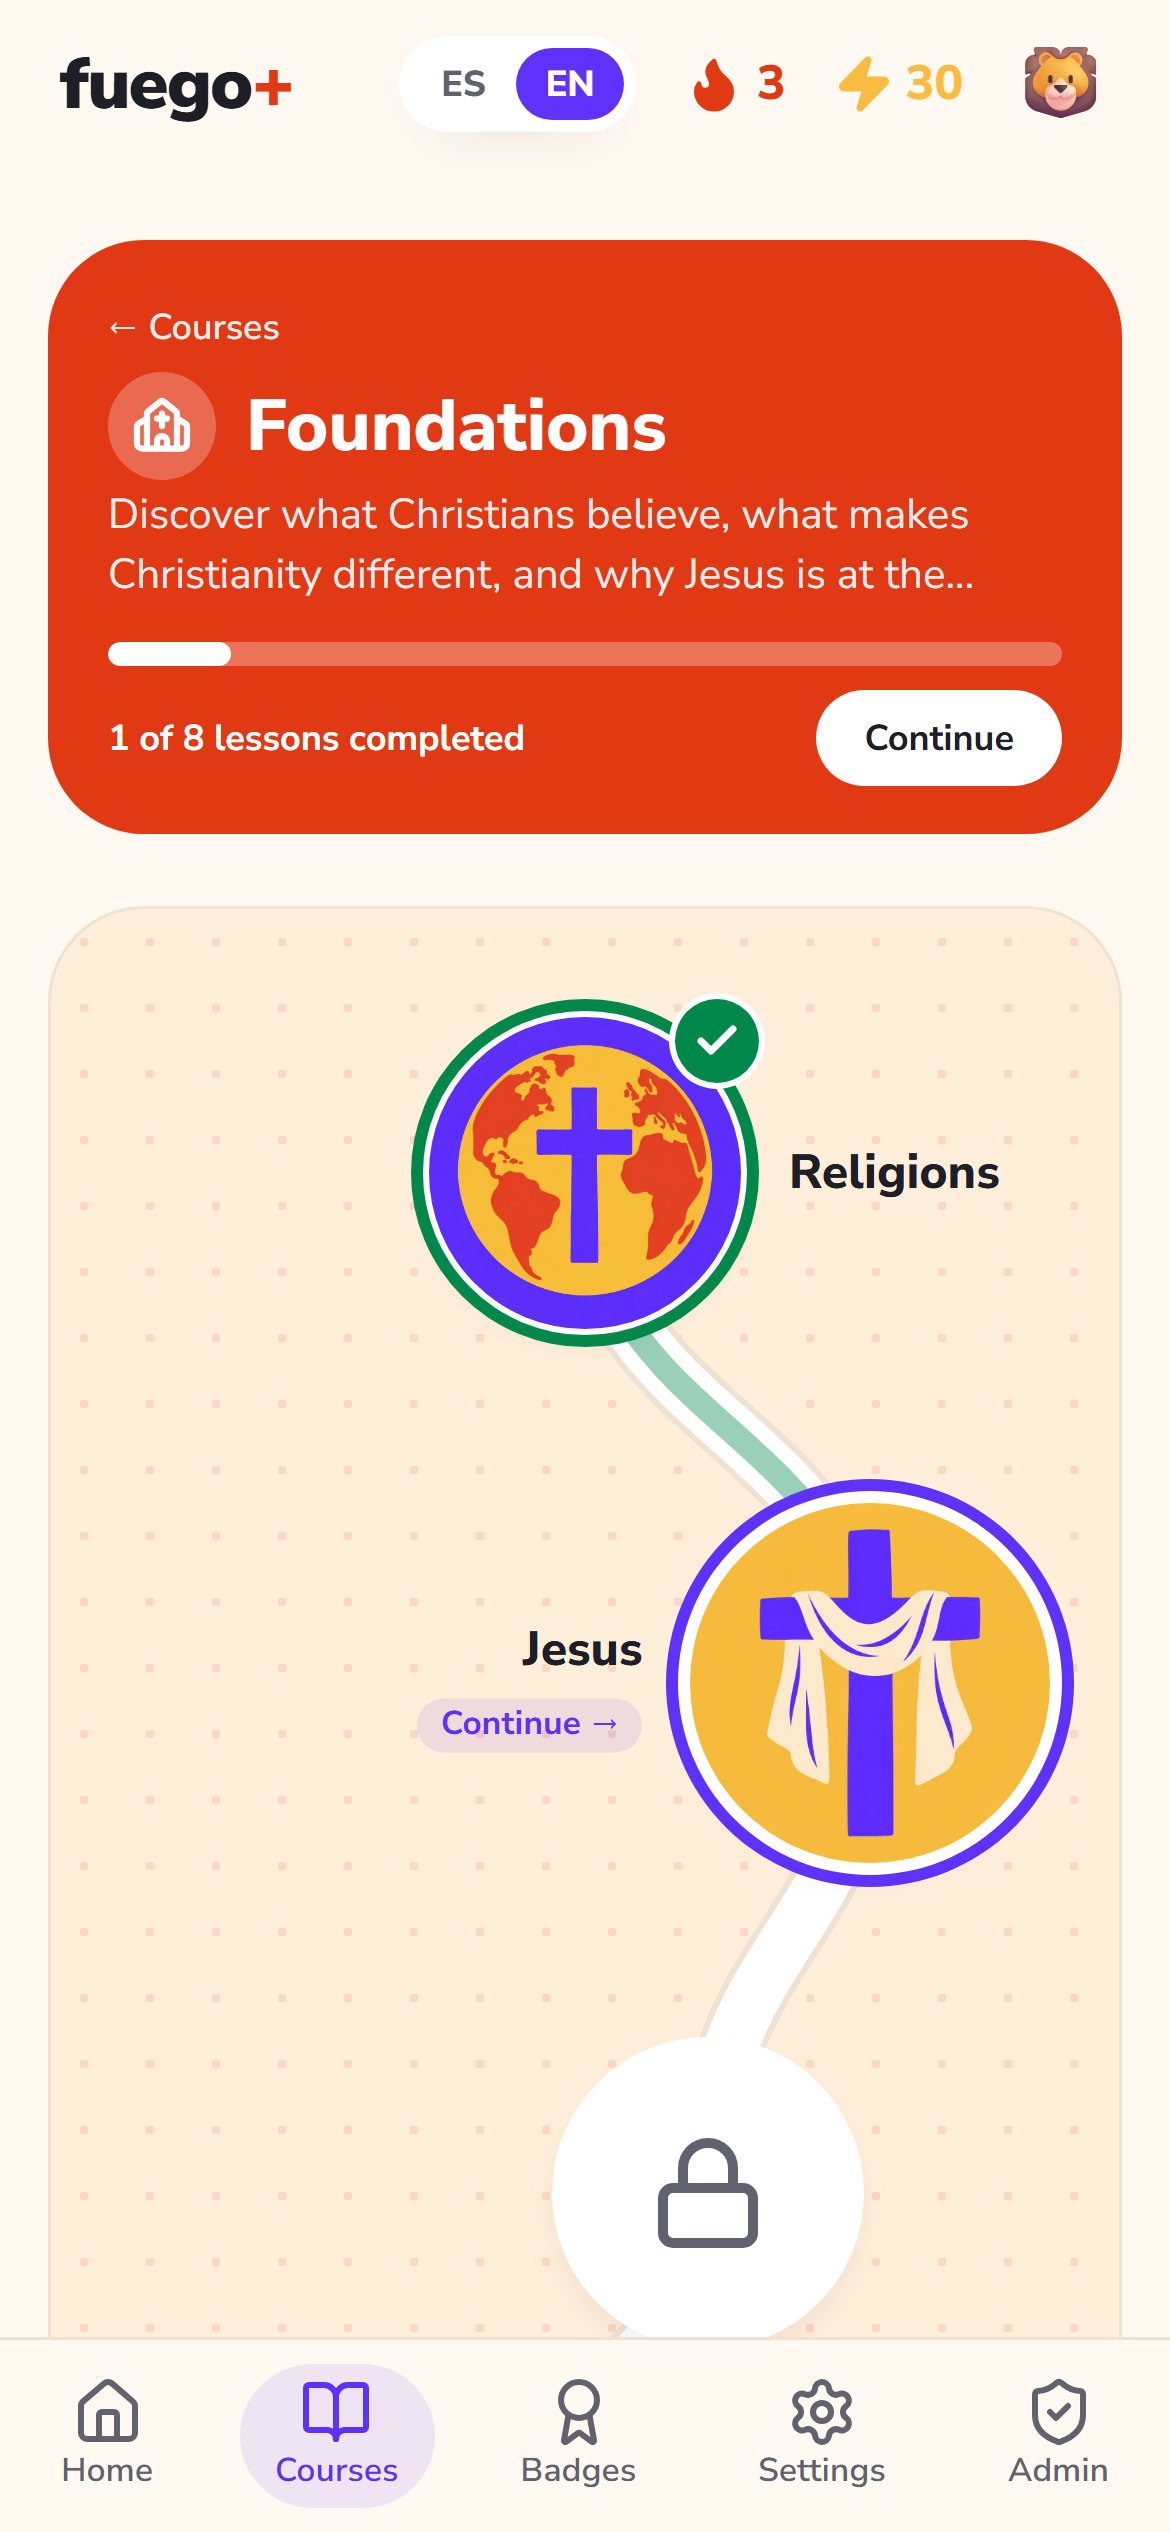 fuego+
ES EN
3
30
← Courses
Foundations
Discover what Christians believe, what makes
Christianity different, and why Jesus is at the...
1 of 8 lessons completed
Continue
Religions
Jesus
Continue →
Home
Courses
Badges
Settings
Admin